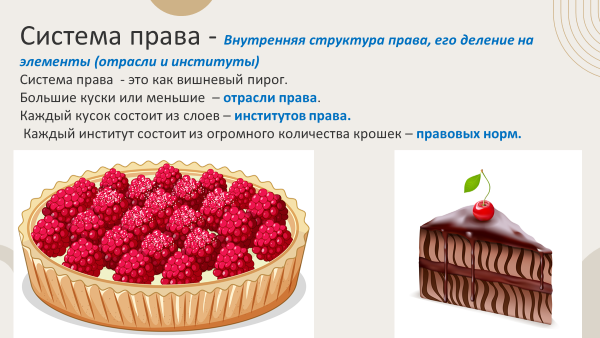 Система права - Внутренняя структура права, его деление на
элементы (отрасли и институты)
Система права - это как вишневый пирог.
Большие куски или меньшие – отрасли права.
Каждый кусок состоит из слоев – институтов права.
Каждый институт состоит из огромного количества крошек – правовых норм.